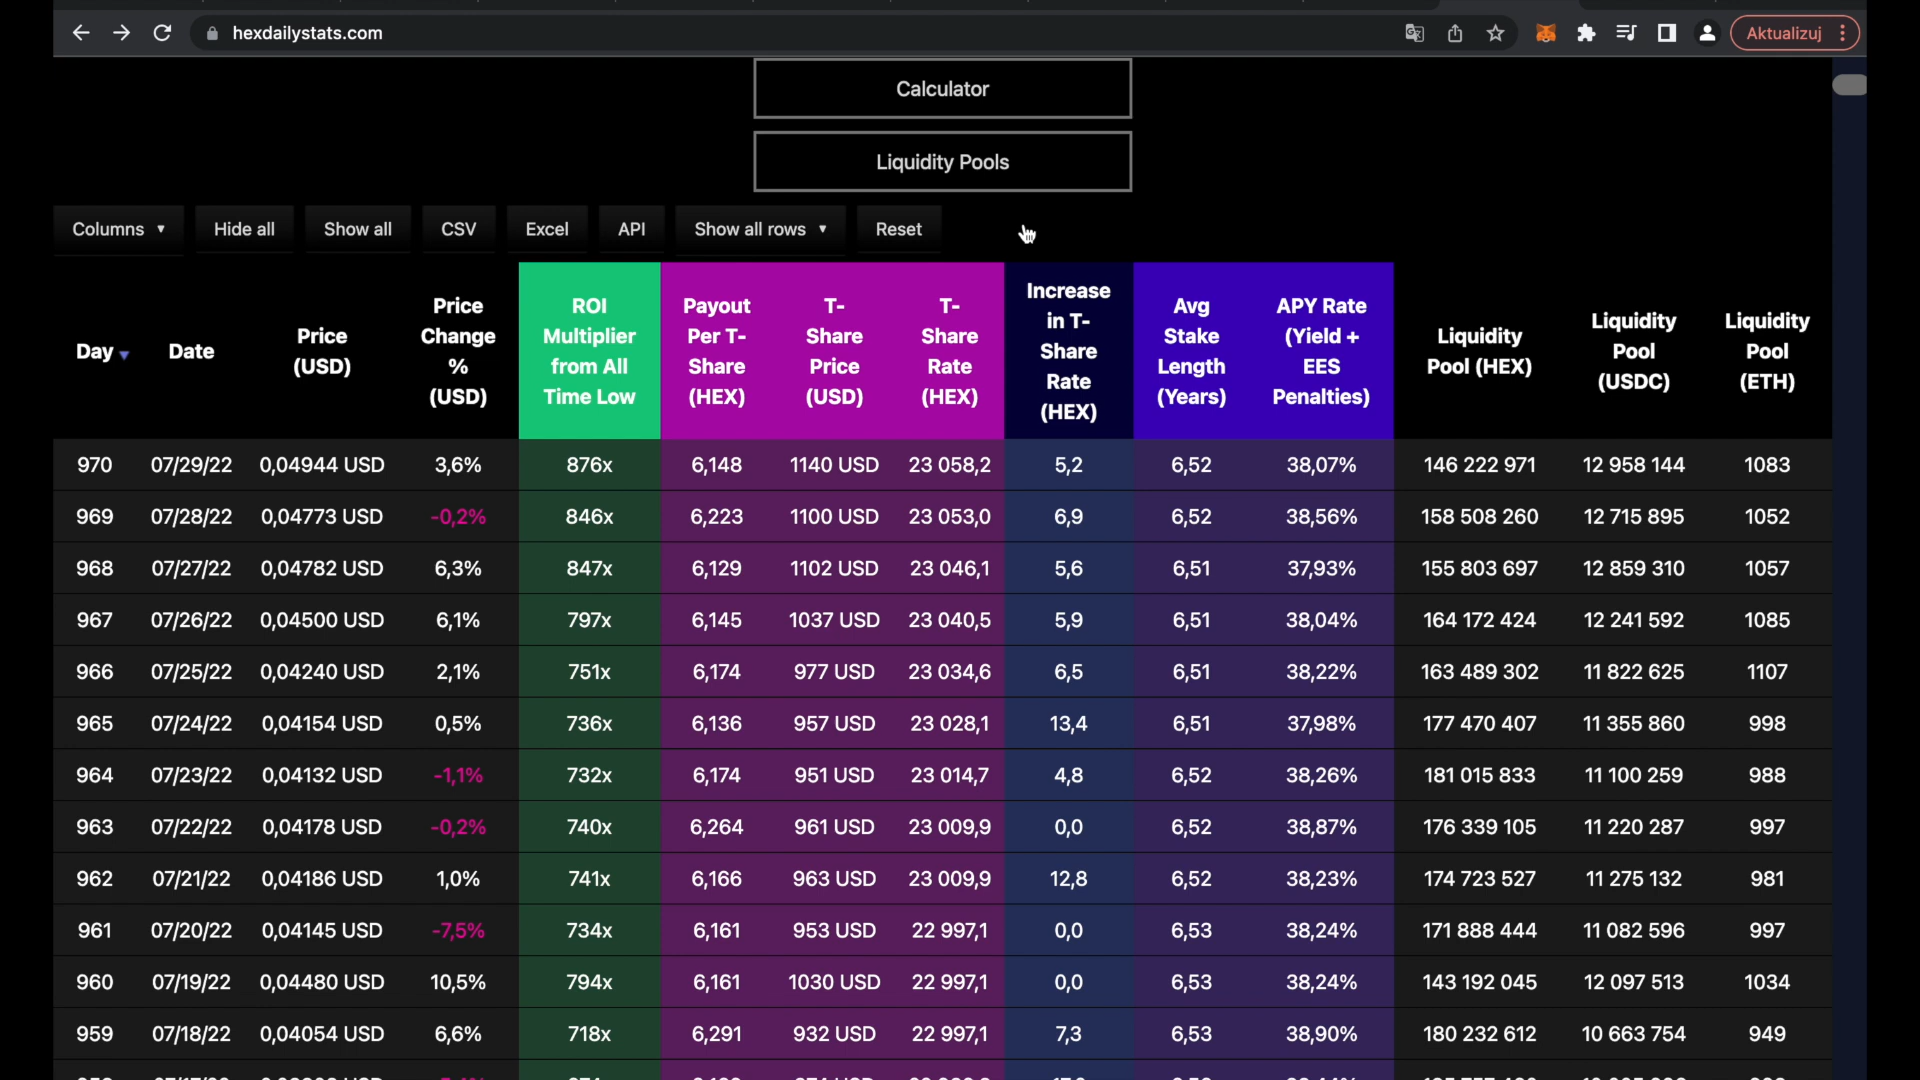 hexdailystats.com
Aktualizuj
Calculator
Liquidity Pools
Columns ▼ Hide all Show all CSV Excel API Show all rows ▼ Reset
Day ▼ Date Price (USD) Price Change % (USD) ROI Multiplier from All Time Low Payout Per T-Share (HEX) T-Share Price (USD) T-Share Rate (HEX) Increase in T-Share Rate (HEX) Avg Stake Length (Years) APY Rate (Yield + EES Penalties) Liquidity Pool (HEX) Liquidity Pool (USDC) Liquidity Pool (ETH)
970 07/29/22 0,04944 USD 3,6% 876x 6,148 1140 USD 23 058,2 5,2 6,52 38,07% 146 222 971 12 958 144 1083
969 07/28/22 0,04773 USD -0,2% 846x 6,223 1100 USD 23 053,0 6,9 6,52 38,56% 158 508 260 12 715 895 1052
968 07/27/22 0,04782 USD 6,3% 847x 6,129 1102 USD 23 046,1 5,6 6,51 37,93% 155 803 697 12 859 310 1057
967 07/26/22 0,04500 USD 6,1% 797x 6,145 1037 USD 23 040,5 5,9 6,51 38,04% 164 172 424 12 241 592 1085
966 07/25/22 0,04240 USD 2,1% 751x 6,174 977 USD 23 034,6 6,5 6,51 38,22% 163 489 302 11 822 625 1107
965 07/24/22 0,04154 USD 0,5% 736x 6,136 957 USD 23 028,1 13,4 6,51 37,98% 177 470 407 11 355 860 998
964 07/23/22 0,04132 USD -1,1% 732x 6,174 951 USD 23 014,7 4,8 6,52 38,26% 181 015 833 11 100 259 988
963 07/22/22 0,04178 USD -0,2% 740x 6,264 961 USD 23 009,9 0,0 6,52 38,87% 176 339 105 11 220 287 997
962 07/21/22 0,04186 USD 1,0% 741x 6,166 963 USD 23 009,9 12,8 6,52 38,23% 174 723 527 11 275 132 981
961 07/20/22 0,04145 USD -7,5% 734x 6,161 953 USD 22 997,1 0,0 6,53 38,24% 171 888 444 11 082 596 997
960 07/19/22 0,04480 USD 10,5% 794x 6,161 1030 USD 22 997,1 0,0 6,53 38,24% 143 192 045 12 097 513 1034
959 07/18/22 0,04054 USD 6,6% 718x 6,291 932 USD 22 997,1 7,3 6,53 38,90% 180 232 612 10 663 754 949